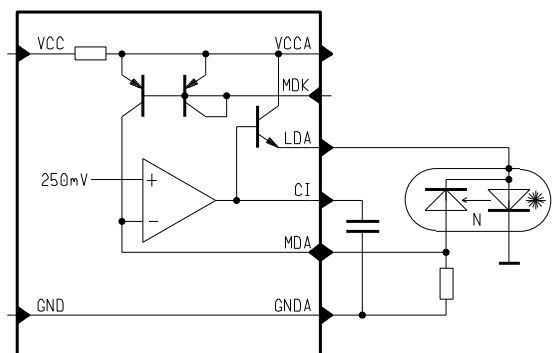 VCC
VCCA
MDK
LDA
250mV
+
CI
-
N
MDA
GND
GNDA